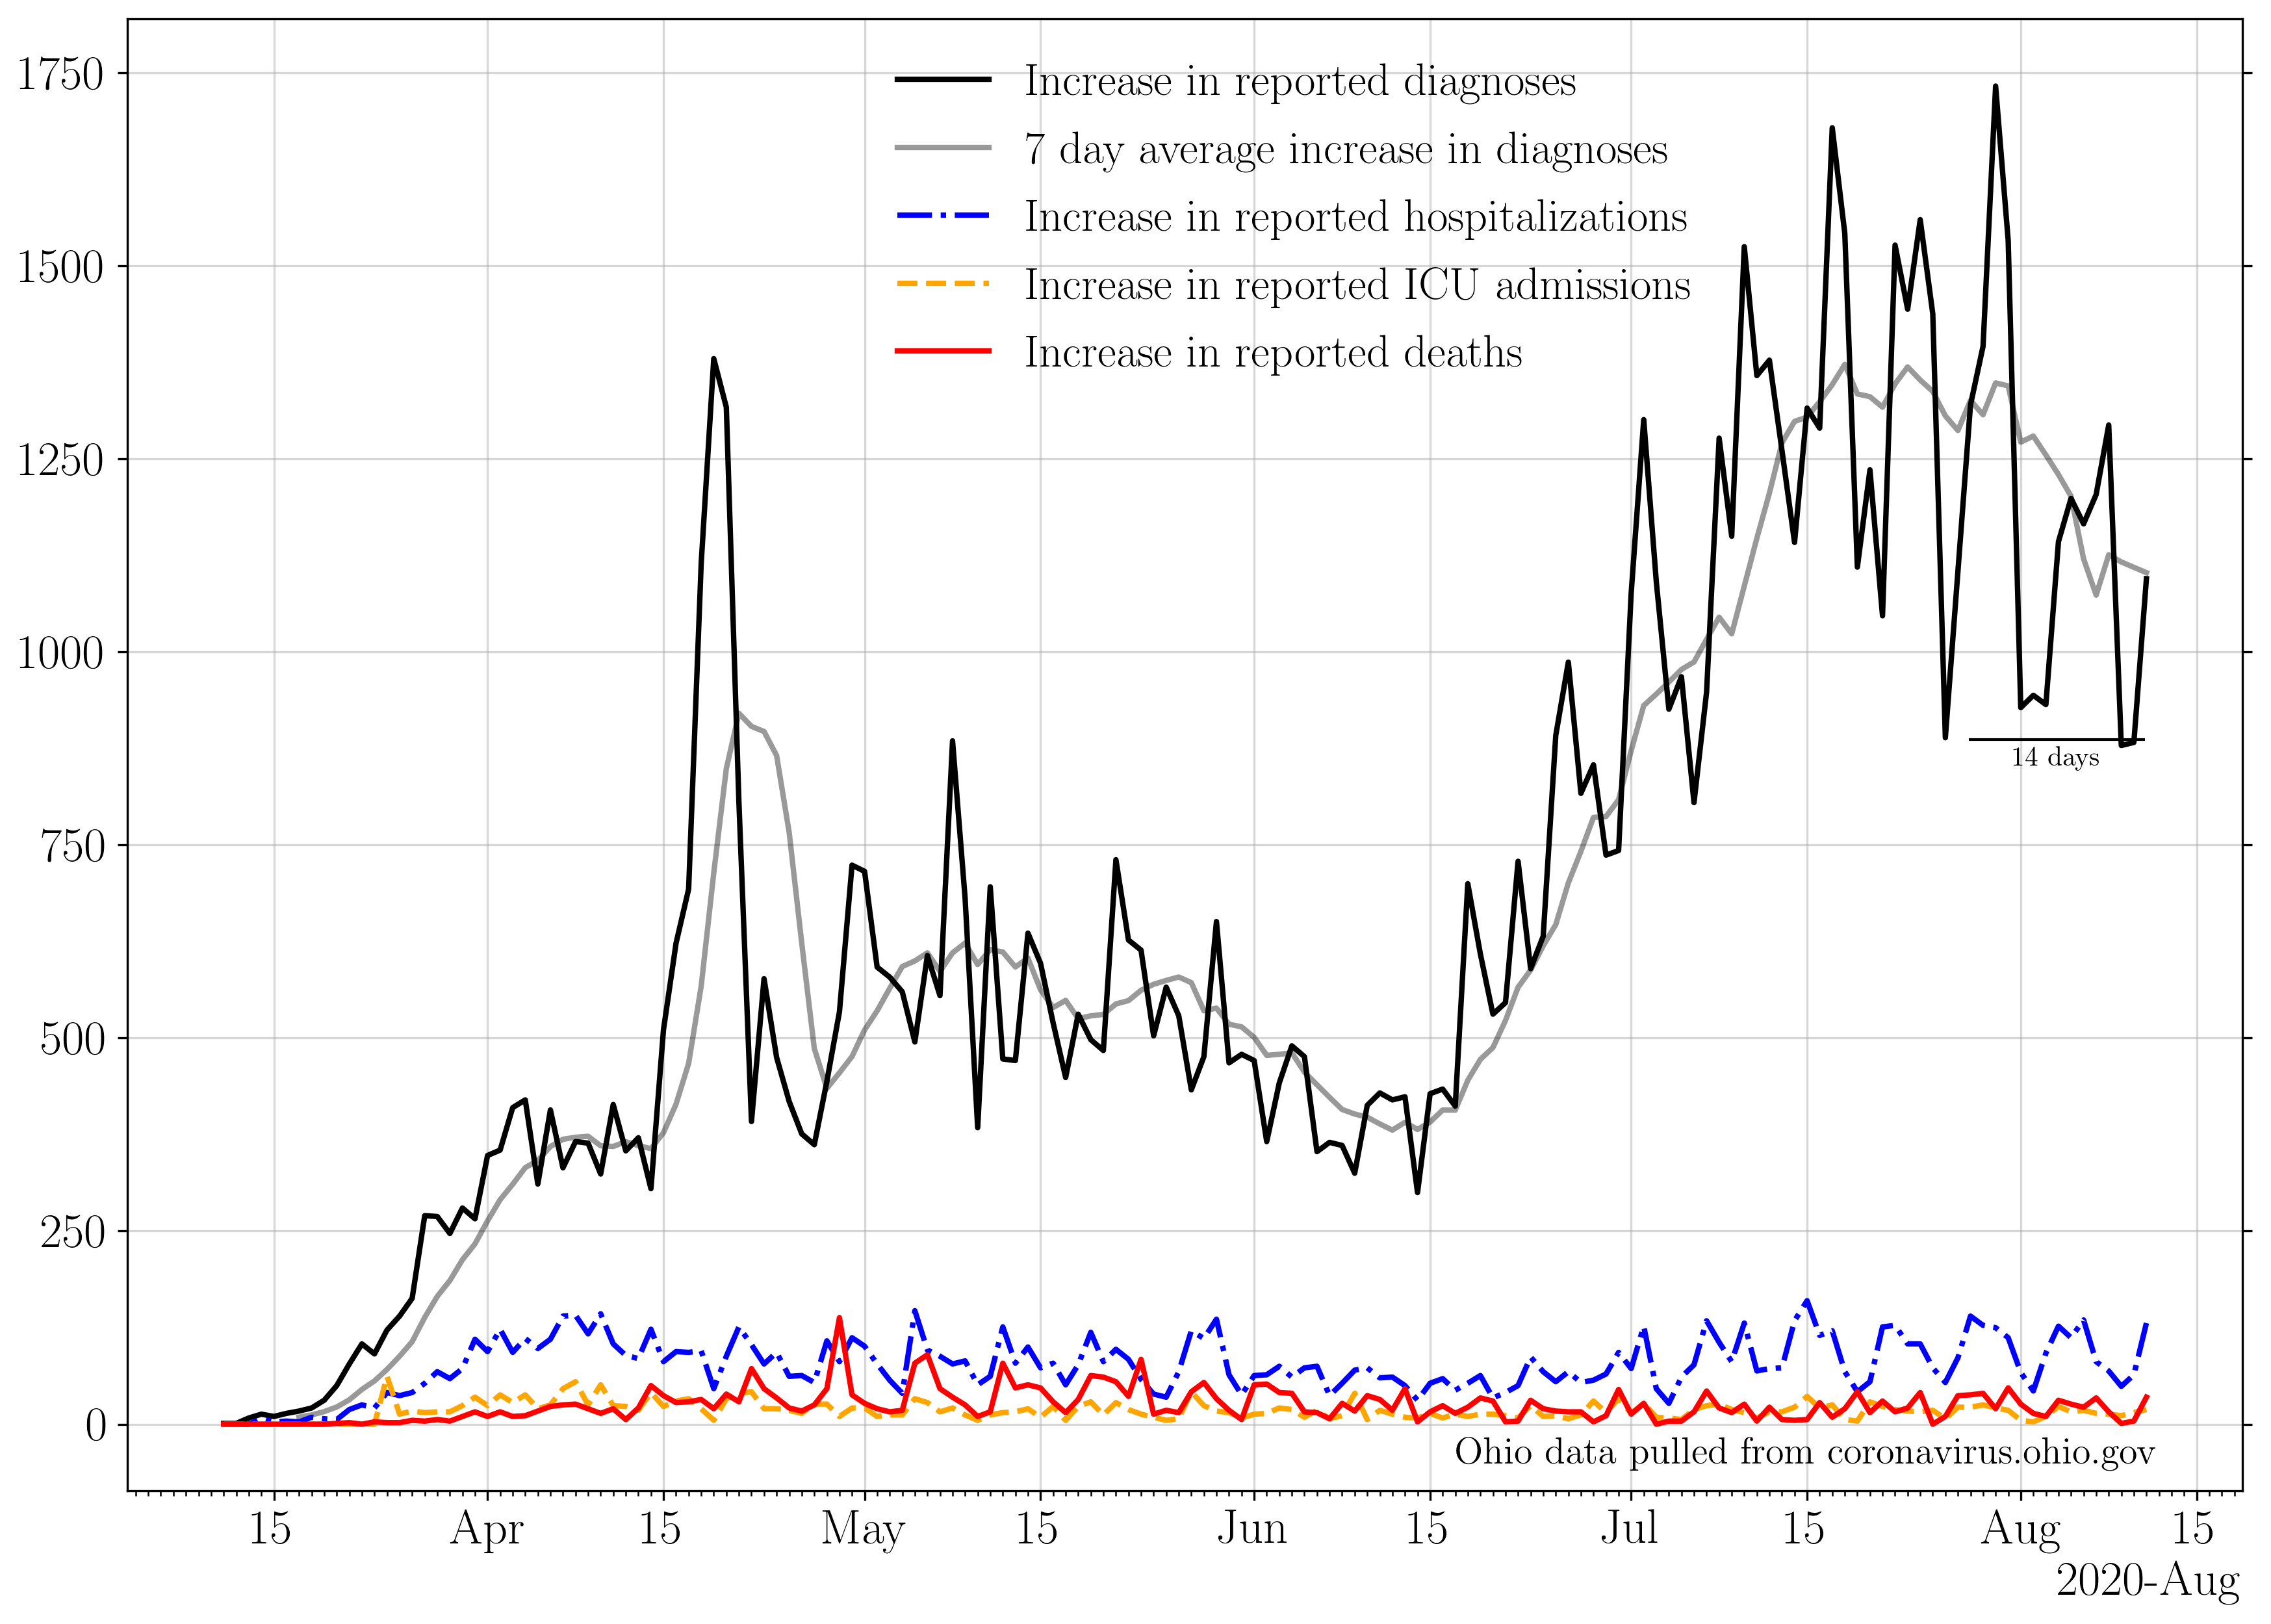 1750
1500
1250
1000
750
500
250
0
Increase in reported diagnoses
7 day average increase in diagnoses
Increase in reported hospitalizations
Increase in reported ICU admissions
Increase in reported deaths
14 days
Ohio data pulled from coronavirus.ohio.gov
15 Apr 15 May 15 Jun 15 Jul 15 Aug 15
2020-Aug